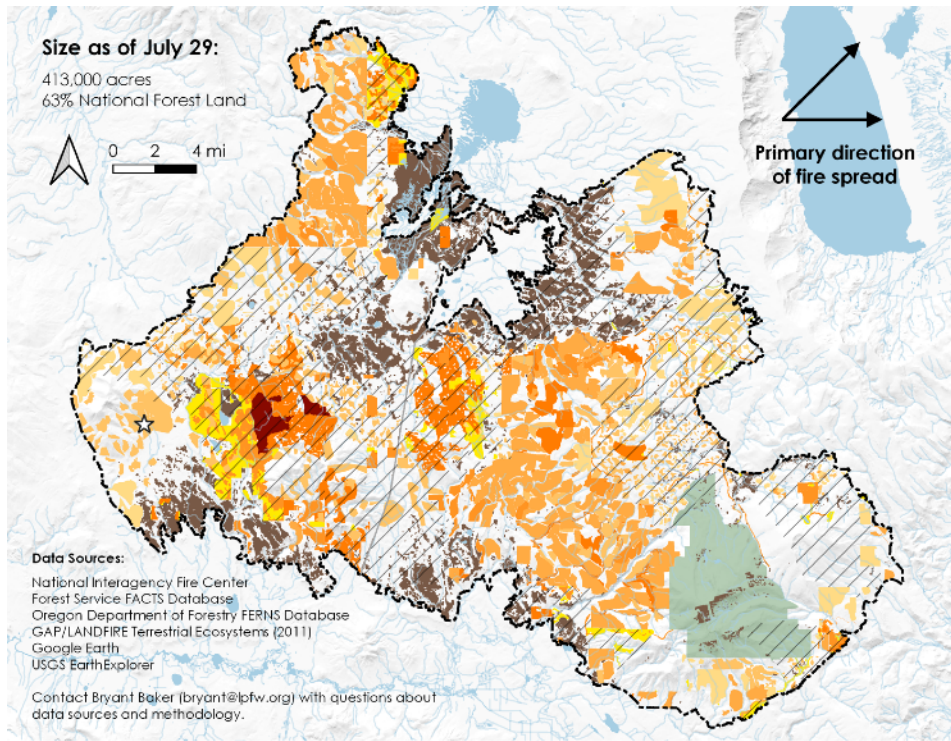 Size as of July 29:
413,000 acres
63% National Forest Land
0 2 4 mi
Primary direction
of fire spread
Data Sources:
National Interagency Fire Center
Forest Service FACTS Database
Oregon Department of Forestry FERNS Database
GAP/LANDFIRE Terrestrial Ecosystems (2011)
Google Earth
USGS EarthExplorer
Contact Bryant Baker (bryant@lpfw.org) with questions about
data sources and methodology.